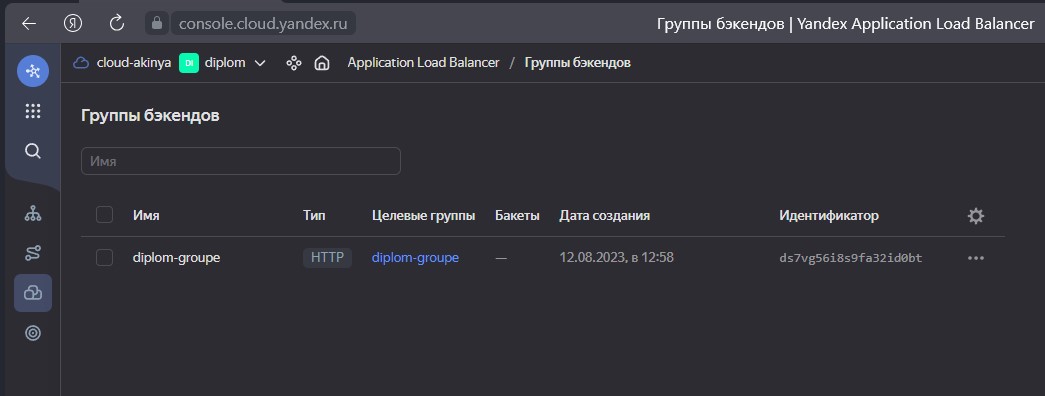 console.cloud.yandex.ru
Группы бэкендов | Yandex Application Load Balancer
cloud-akinya DI diplom Application Load Balancer / Группы бэкендов
Группы бэкендов
Имя
Имя Тип Целевые группы Бакеты Дата создания Идентификатор
diplom-groupe HTTP diplom-groupe — 12.08.2023, в 12:58 ds7vg56i8s9fa32id0bt